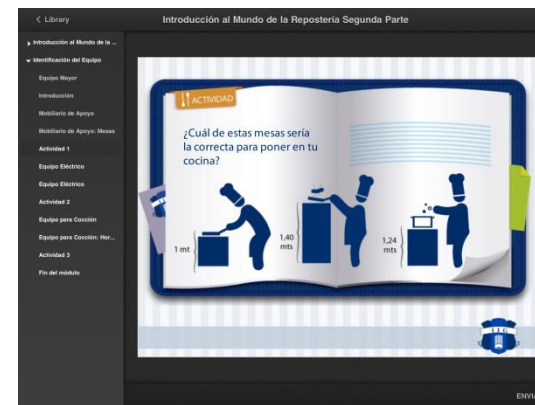 Library
Introducción al Mundo de la Repostería Segunda Parte
Introducción al Mundo de la ...
Identificación del Equipo
Equipo Mayor
Introducción
Mobiliario de Apoyo
Mobiliario de Apoyo: Mesas
Actividad 1
Equipo Eléctrico
Equipo Eléctrico
Actividad 2
Equipo para Cocción
Equipo para Cocción: Hor...
Actividad 3
Fin del módulo
ACTIVIDAD
¿Cuál de estas mesas sería
la correcta para poner en tu
cocina?
1 mt
1,40
mts
1,24
mts
ENVI